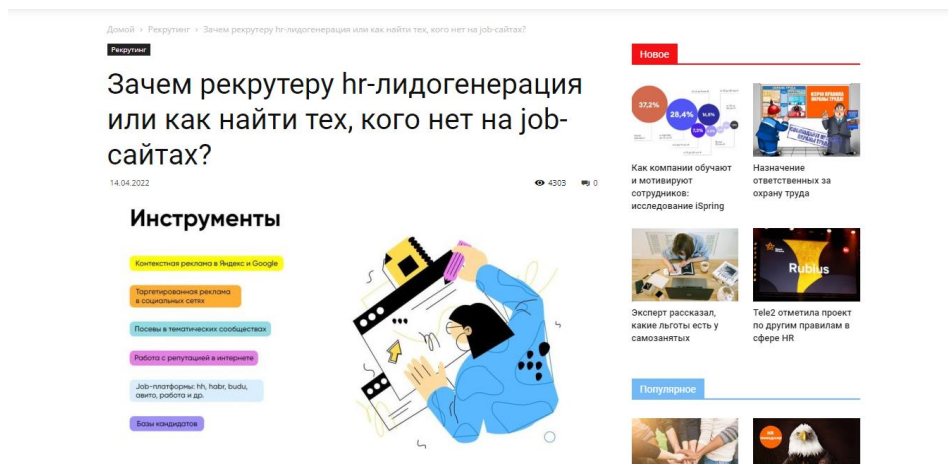 Домой › Рекрутинг › Зачем рекрутеру hr-лидогенерация или как найти тех, кого нет на job-сайтах?
Рекрутинг
Зачем рекрутеру hr-лидогенерация
или как найти тех, кого нет на job-
сайтах?
14.04.2022
4303
0
Инструменты
Контекстная реклама в Яндекс и Google
Таргетированная реклама
в социальных сетях
Посевы в тематических сообществах
Работа с репутацией в интернете
Job-платформы: hh, habr, budu,
авито, работа и др.
Базы кандидатов
Новое
37,2%
28,4%
Как компании обучают
и мотивируют
сотрудников:
исследование iSpring
Назначение
ответственных за
охрану труда
Эксперт рассказал,
какие льготы есть у
самозанятых
Rubius
Tele2 отметила проект
по другим правилам в
сфере HR
Популярное